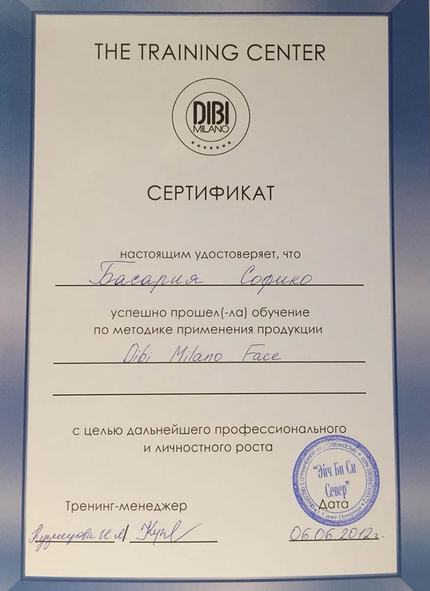 THE TRAINING CENTER
DIBI
MILANO
СЕРТИФИКАТ
настоящим удостоверяет, что
Басария Софико
успешно прошел(-ла) обучение
по методике применения продукции
Dibi Milano Face
с целью дальнейшего профессионального
и личностного роста
"Эйч Би Си
Север"
Дата
Тренинг-менеджер
Кузнецова И.А/
06.06.2012г.